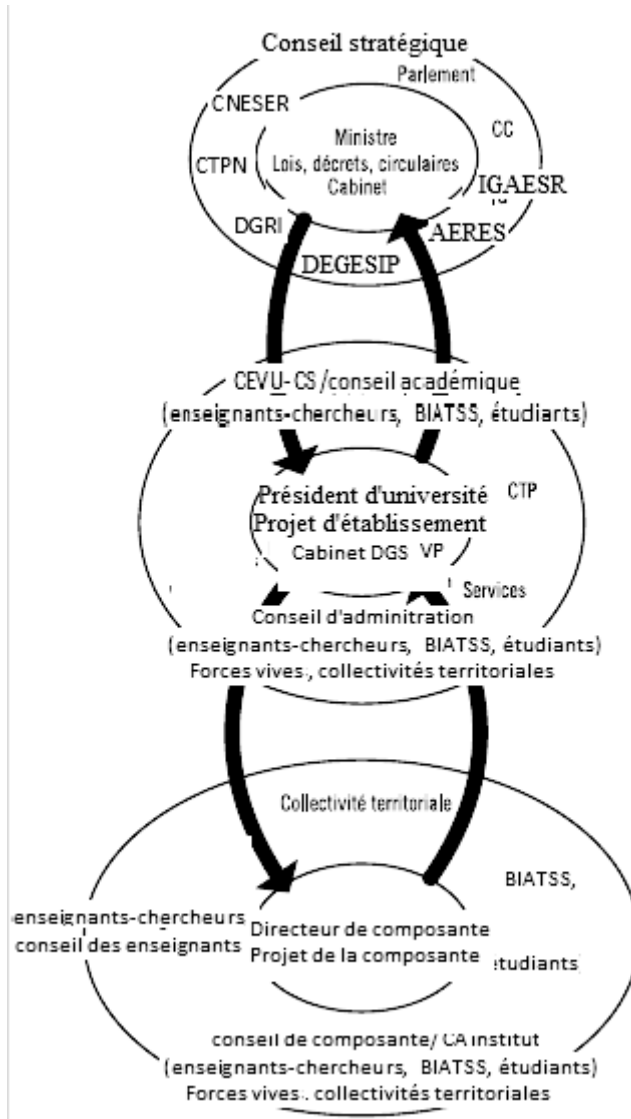 Conseil stratégique
Parlement
CNESER
CC
Ministre
Lois, décrets, circulaires
Cabinet
CTPN
IGAESR
DGRI
AERES
DEGESIP
CEVU-CS/conseil académique
(enseignants-chercheurs, BIATSS, étudiants)
Président d'université
CTP
Projet d'établissement
Cabinet DGS VP
Services
Conseil d'adminitration
(enseignants-chercheurs, BIATSS, étudiants)
Forces vives, collectivités territoriales
Collectivité territoriale
BIATSS,
enseignants-chercheurs
conseil des enseignants
Directeur de composante
Projet de la composante
étudiants)
conseil de composante/ CA institut
(enseignants-chercheurs, BIATSS, étudiants)
Forces vives, collectivités territoriales